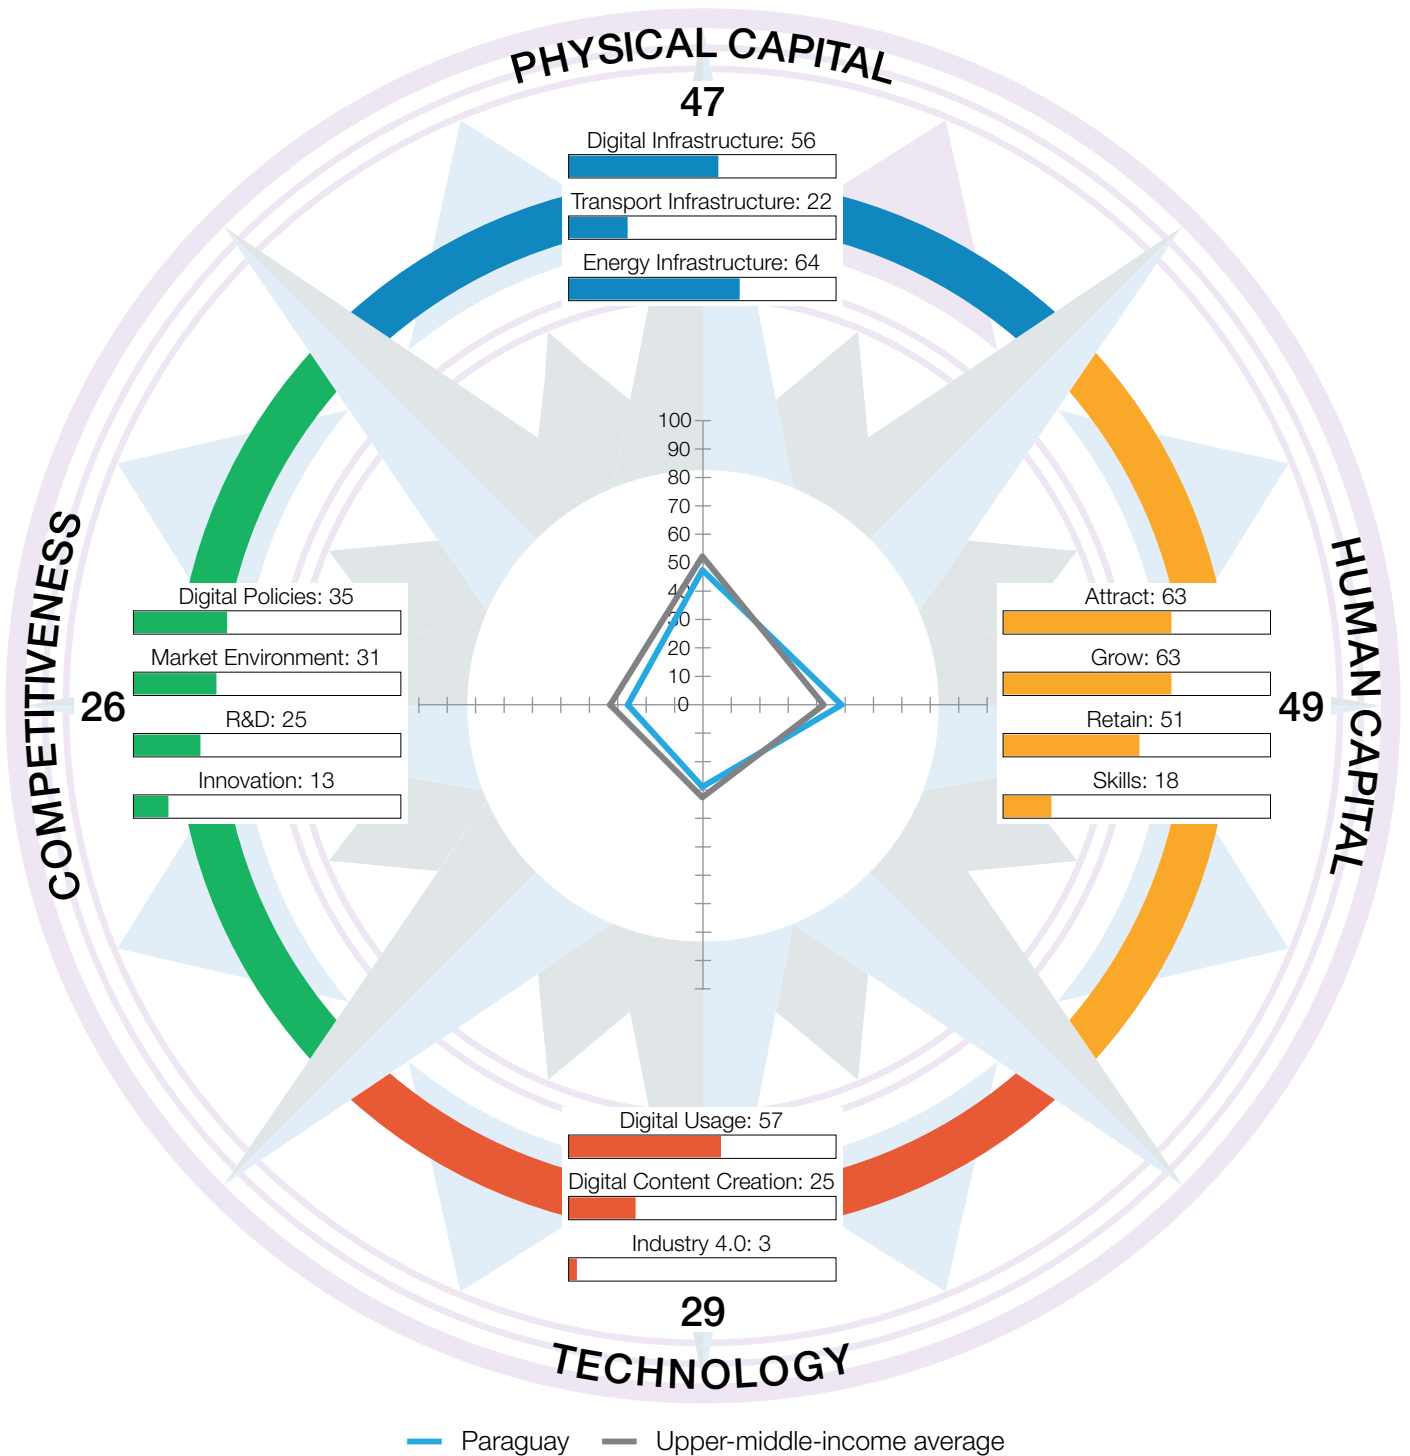 PHYSICAL CAPITAL
47
Digital Infrastructure: 56
Transport Infrastructure: 22
Energy Infrastructure: 64
100
90
80
70
60
50
40
30
20
10
0
COMPETITIVENESS
26
Digital Policies: 35
Market Environment: 31
R&D: 25
Innovation: 13
HUMAN CAPITAL
49
Attract: 63
Grow: 63
Retain: 51
Skills: 18
Digital Usage: 57
Digital Content Creation: 25
Industry 4.0: 3
29
TECHNOLOGY
Paraguay
Upper-middle-income average